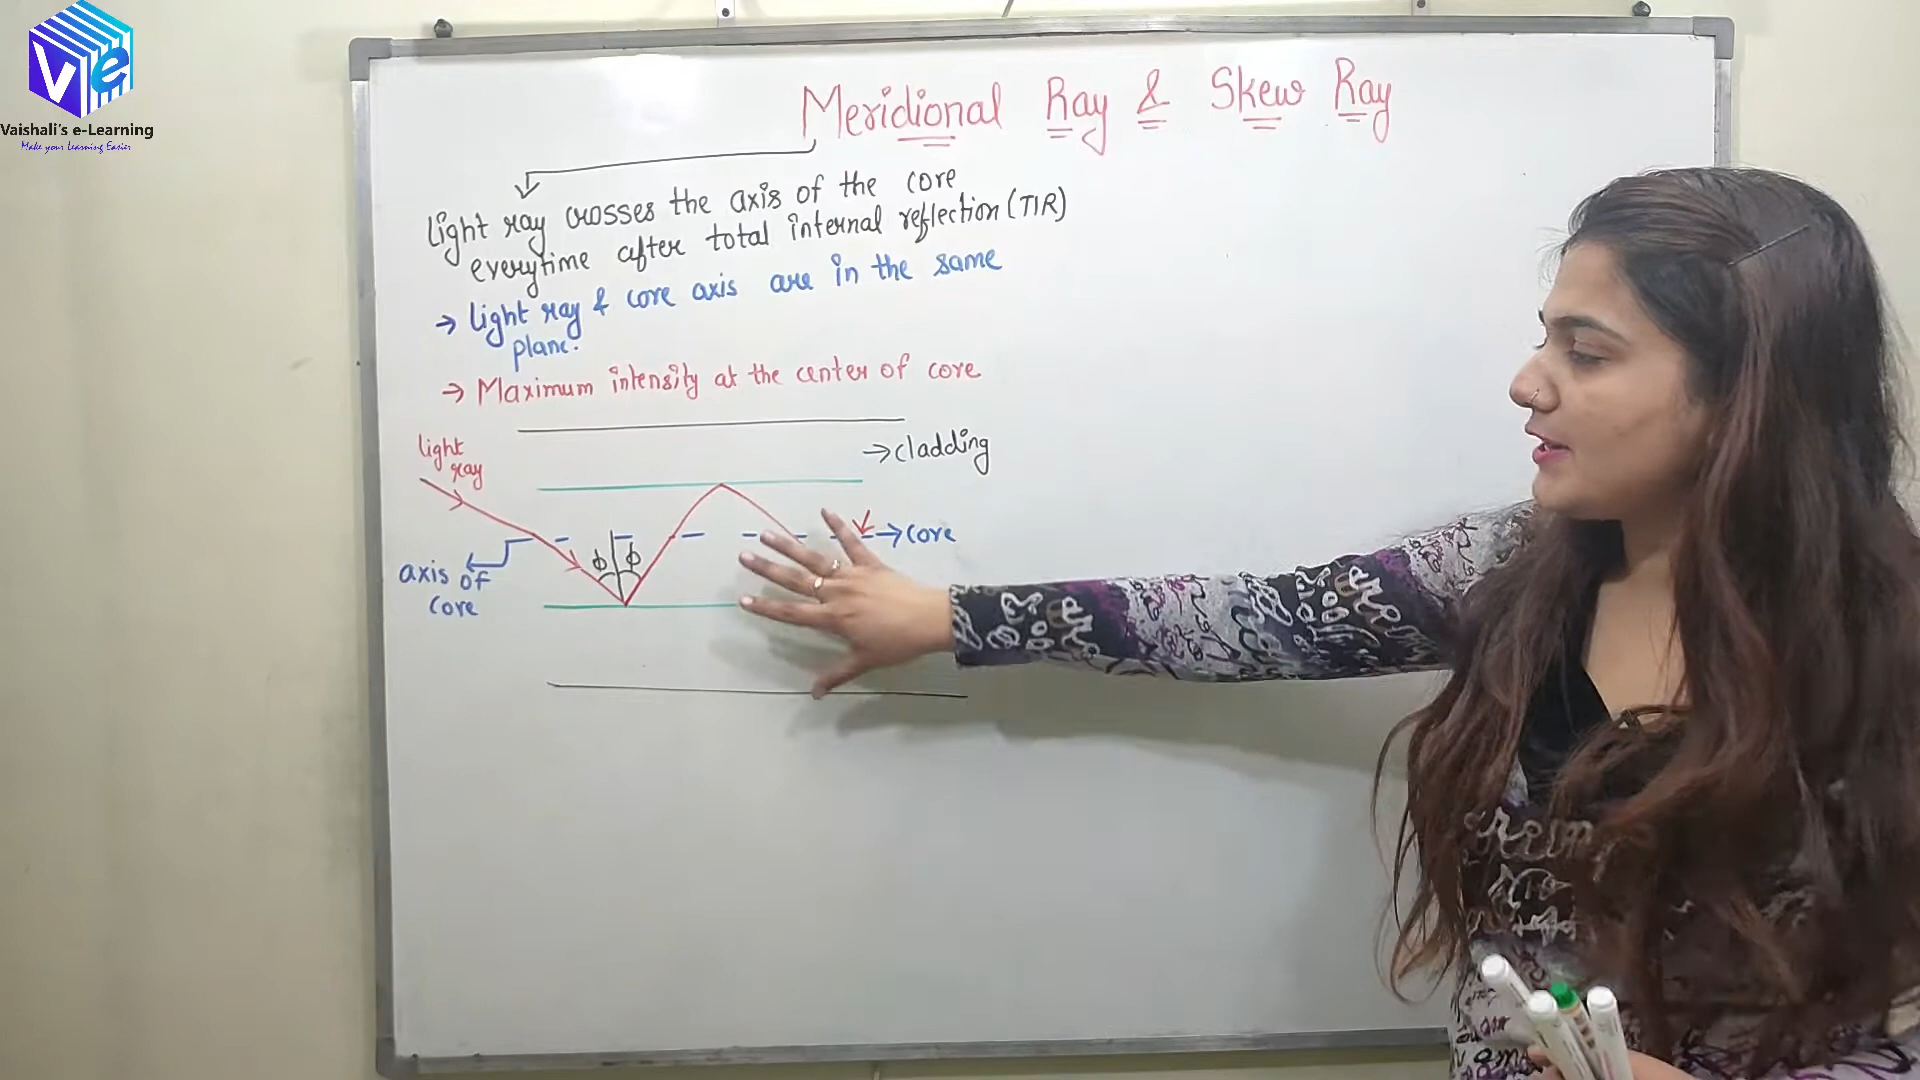 Ve
Vaishali's e-Learning
Make your Learning Easier
Meridional Ray & Skew Ray
light ray crosses the axis of the core
everytime after total internal reflection (TIR)
→ light ray & core axis are in the same
plane.
→ Maximum intensity at the center of core
light
ray
→ cladding
→ core
axis of
core
ϕ ϕ